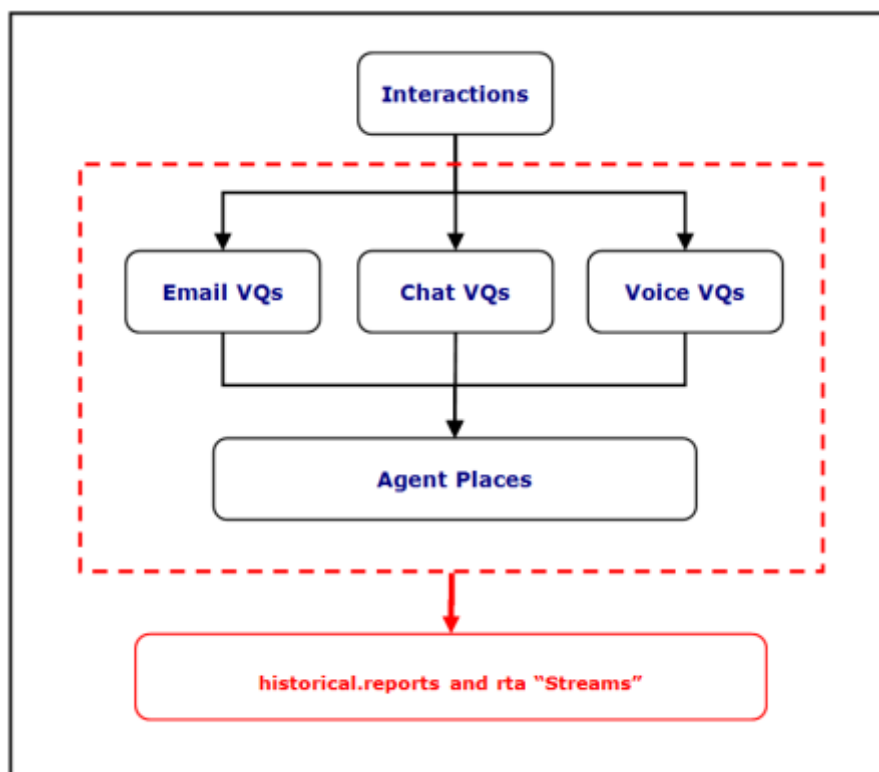 Interactions
Email VQs
Chat VQs
Voice VQs
Agent Places
historical.reports and rta “Streams”